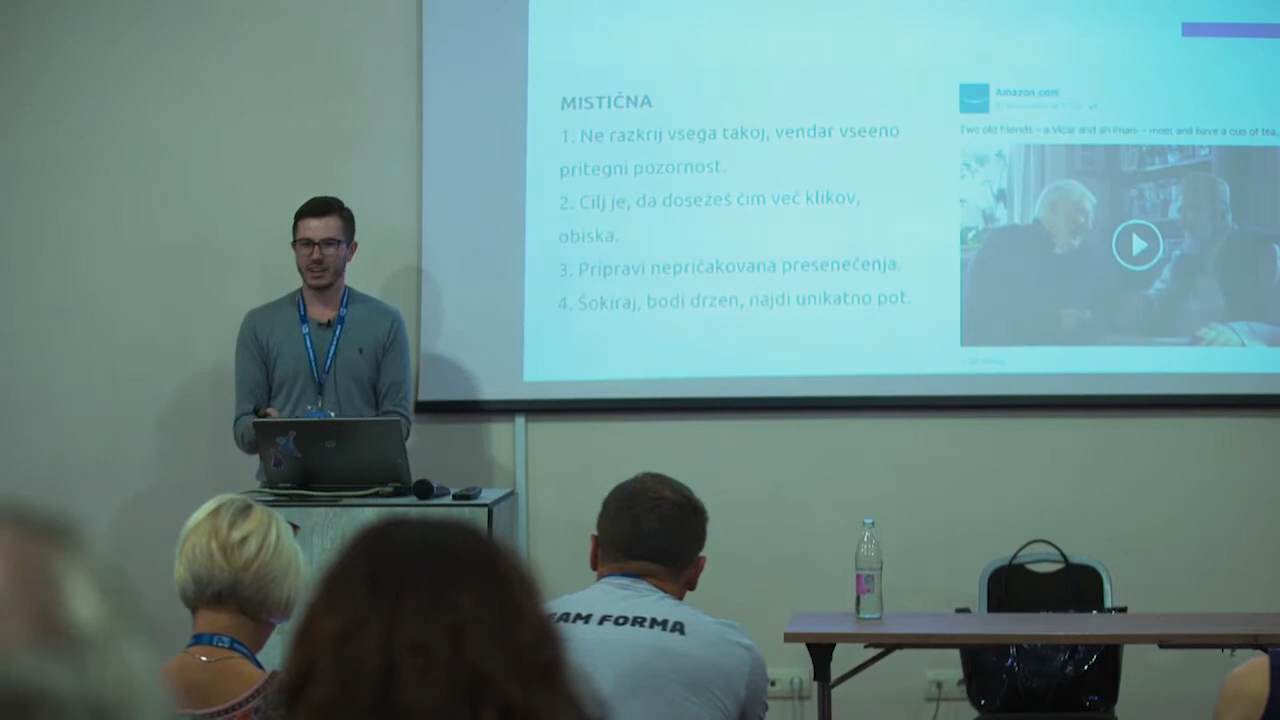 MISTIČNA
1. Ne razkrij vsega takoj, vendar vseeno
pritegni pozornost.
2. Cilj je, da dosežeš čim več klikov,
obiska.
3. Pripravi nepričakovana presenečenja.
4. Šokiraj, bodi drzen, najdi unikatno pot.
Amazon.com
Two old friends – a Vicar and an Imam – meet and have a cup of tea.
hp
EAM FORMA